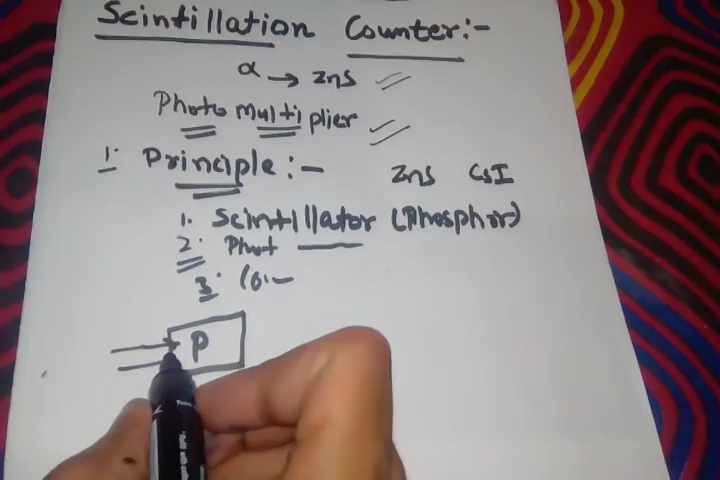 Scintillation Counter:-
α → ZnS
Photo Multiplier
1. Principle:-
ZnS CsI
1. Scintillator (Phosphor)
2. Phot
3.
P